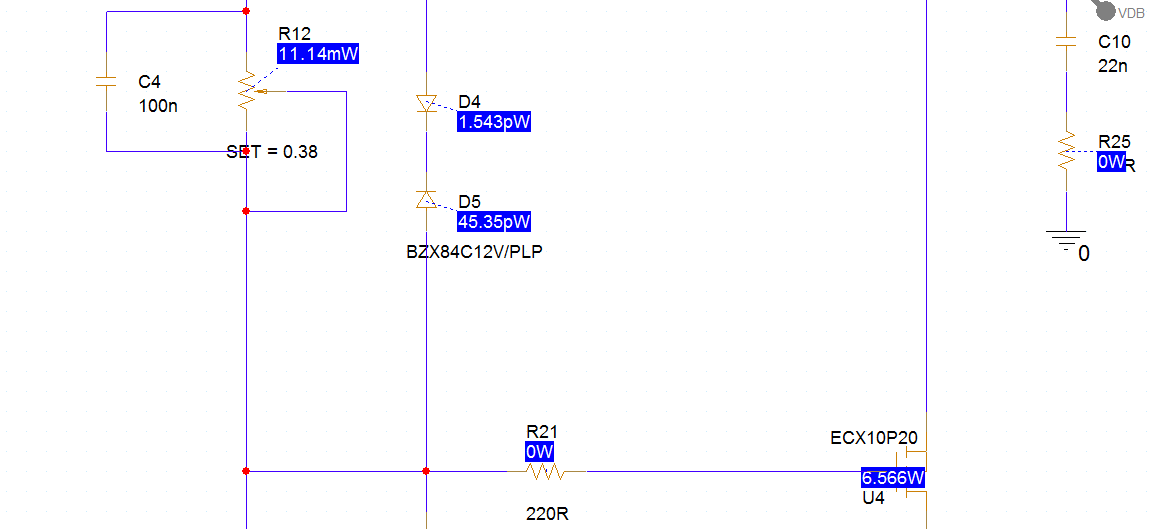 VDB
R12
11.14mW
C10
22n
C4
100n
D4
1.543pW
R25
0W
R
SET = 0.38
D5
45.35pW
BZX84C12V/PLP
0
R21
0W
220R
ECX10P20
6.566W
U4